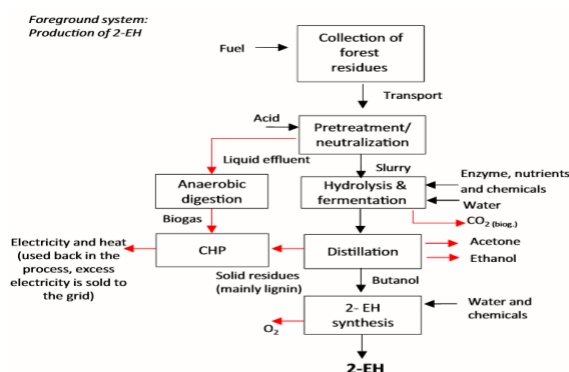 Foreground system:
Production of 2-EH
Collection of
forest
residues
Fuel
Transport
Acid
Pretreatment/
neutralization
Liquid effluent
Slurry
Anaerobic
digestion
Hydrolysis &
fermentation
Enzyme, nutrients
and chemicals
Water
CO2 (biog.)
Biogas
Electricity and heat
(used back in the
process, excess
electricity is sold to
the grid)
CHP
Distillation
Acetone
Ethanol
Solid residues
(mainly lignin)
Butanol
2- EH
synthesis
Water and
chemicals
O2
2-EH